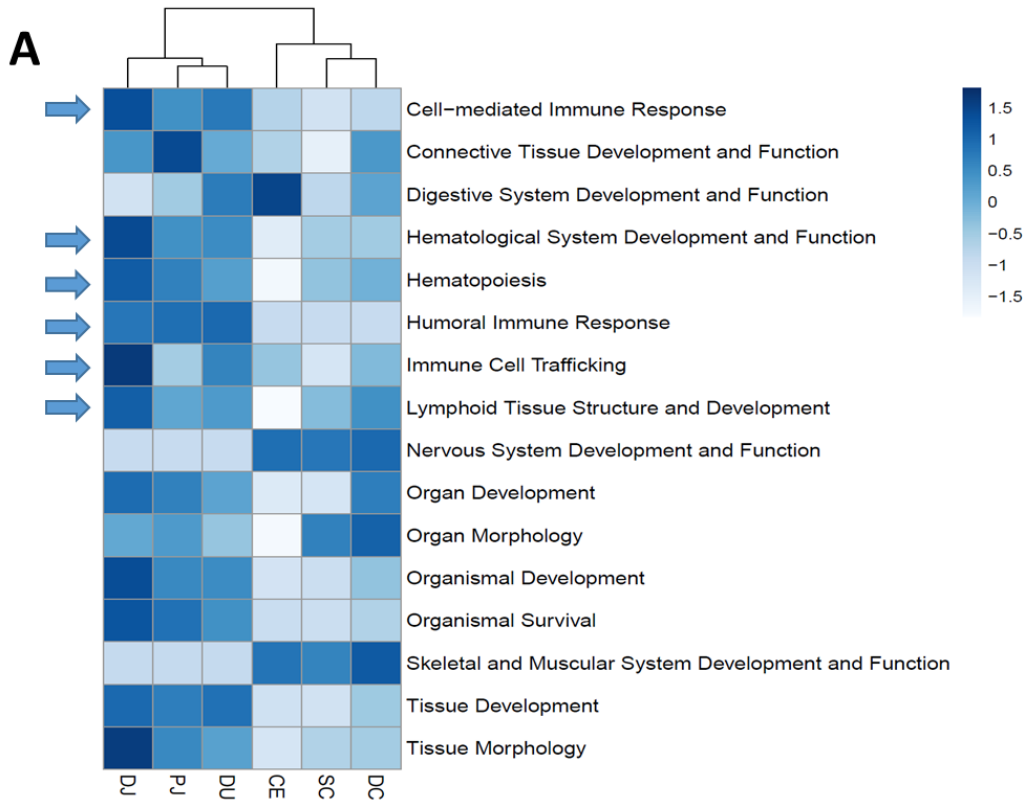 A
Cell−mediated Immune Response
Connective Tissue Development and Function
Digestive System Development and Function
Hematological System Development and Function
Hematopoiesis
Humoral Immune Response
Immune Cell Trafficking
Lymphoid Tissue Structure and Development
Nervous System Development and Function
Organ Development
Organ Morphology
Organismal Development
Organismal Survival
Skeletal and Muscular System Development and Function
Tissue Development
Tissue Morphology
1.5
1
0.5
0
−0.5
−1
−1.5
DJ
PJ
DU
CE
SC
DC